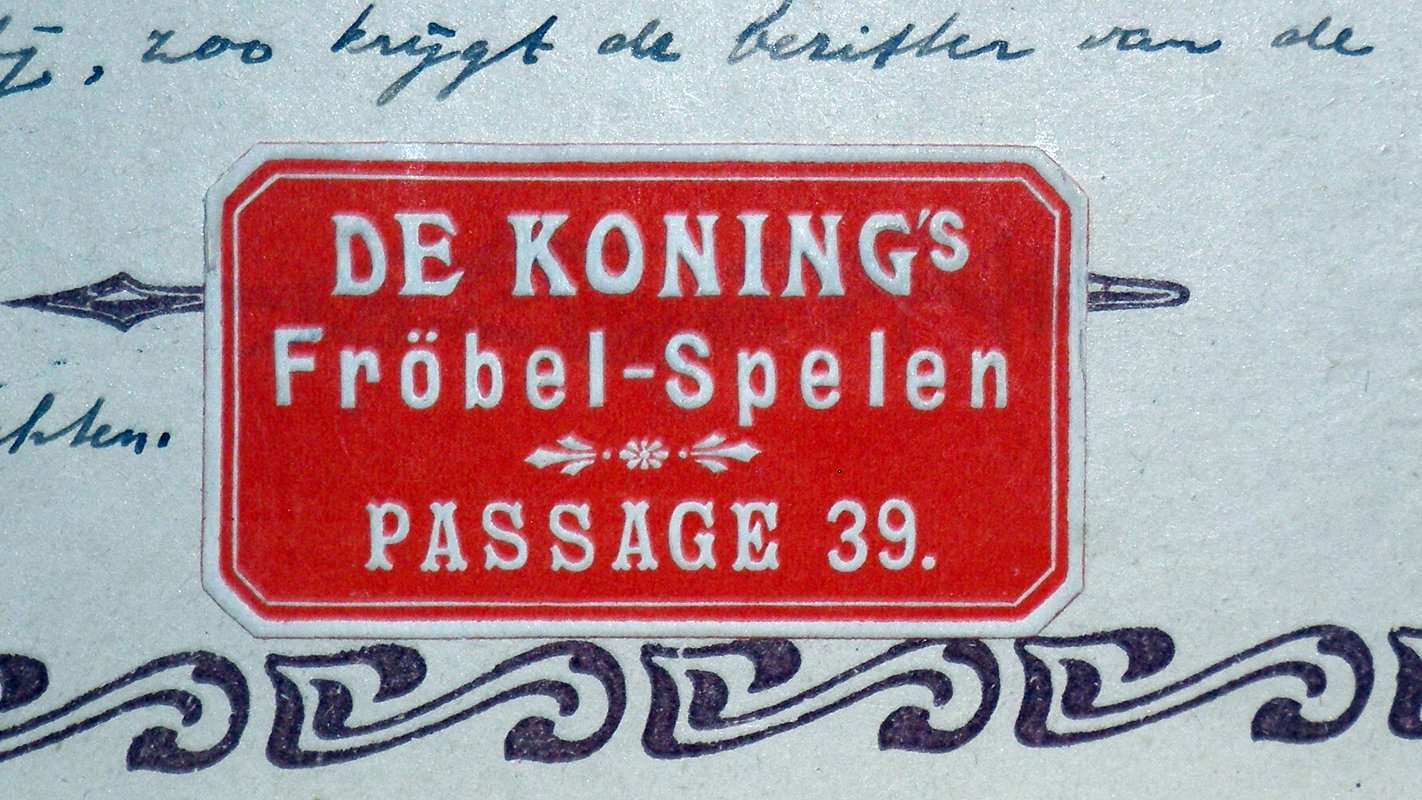 , zoo krijgt de bezitter van de
DE KONING'S
Fröbel-Spelen
PASSAGE 39.